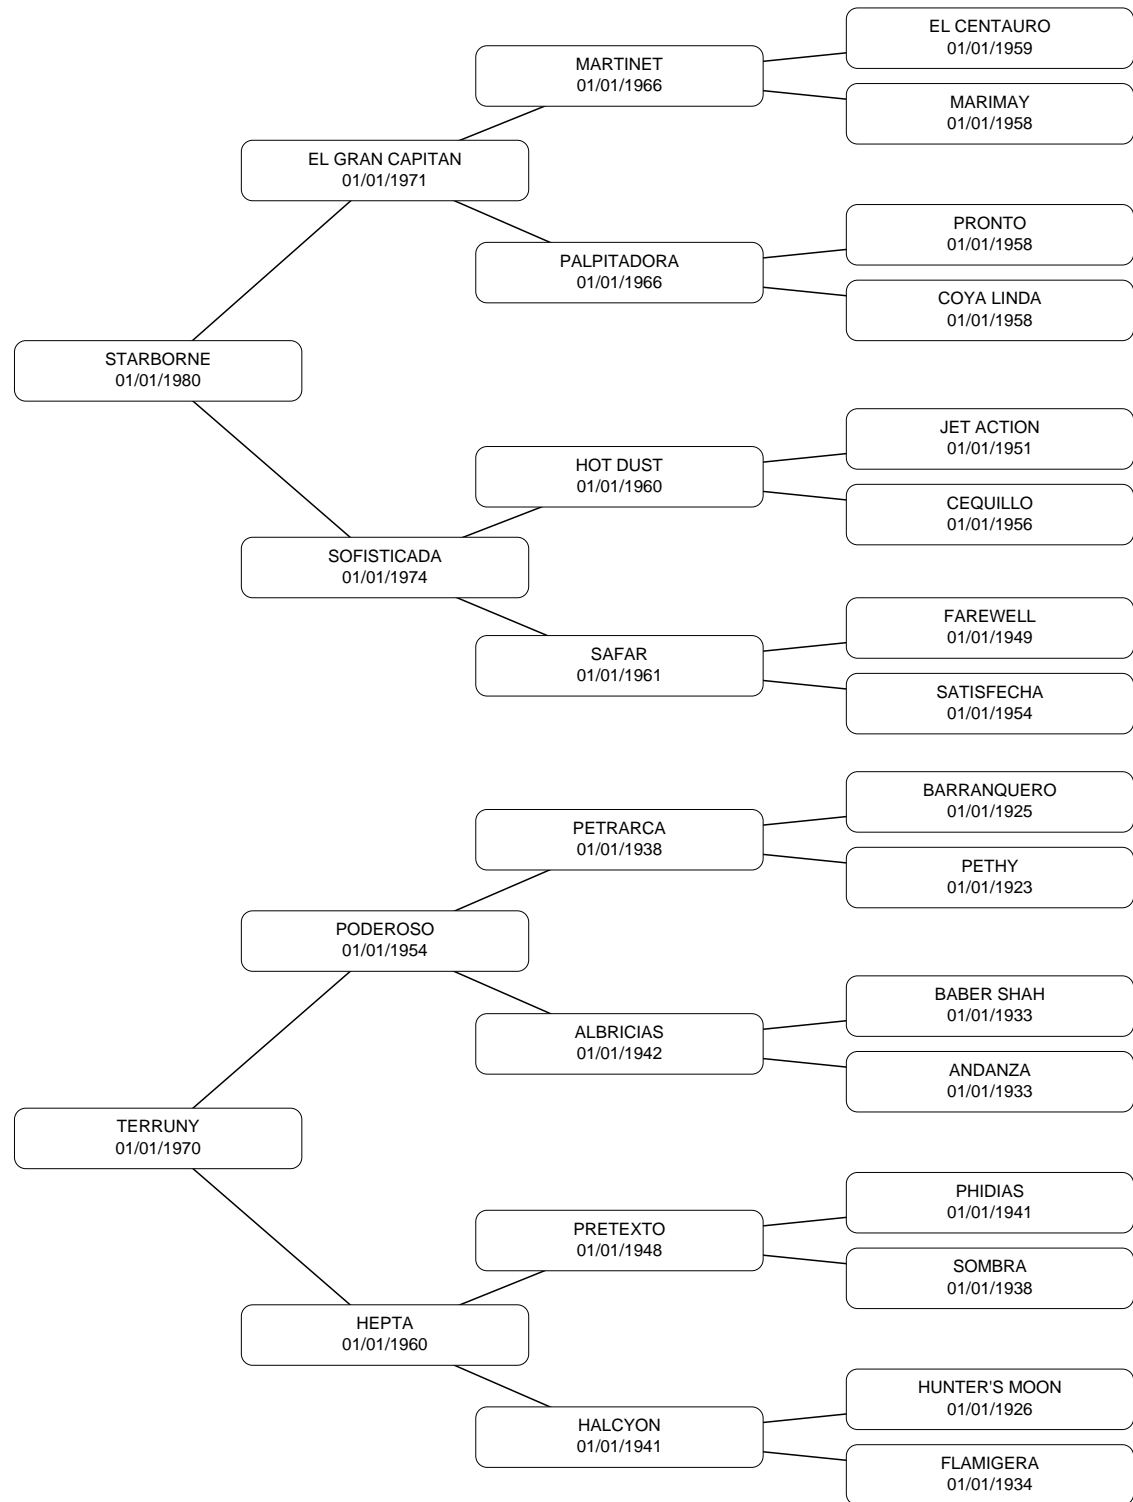 EL CENTAURO
01/01/1959
MARTINET
01/01/1966
MARIMAY
01/01/1958
EL GRAN CAPITAN
01/01/1971
PRONTO
01/01/1958
PALPITADORA
01/01/1966
COYA LINDA
01/01/1958
STARBORNE
01/01/1980
JET ACTION
01/01/1951
HOT DUST
01/01/1960
CEQUILLO
01/01/1956
SOFISTICADA
01/01/1974
FAREWELL
01/01/1949
SAFAR
01/01/1961
SATISFECHA
01/01/1954
BARRANQUERO
01/01/1925
PETRARCA
01/01/1938
PETHY
01/01/1923
PODEROSO
01/01/1954
BABER SHAH
01/01/1933
ALBRICIAS
01/01/1942
ANDANZA
01/01/1933
TERRUNY
01/01/1970
PHIDIAS
01/01/1941
PRETEXTO
01/01/1948
SOMBRA
01/01/1938
HEPTA
01/01/1960
HUNTER'S MOON
01/01/1926
HALCYON
01/01/1941
FLAMIGERA
01/01/1934